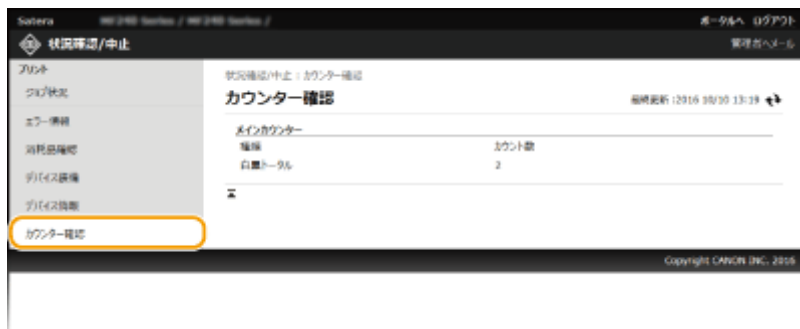 Satera
ポータルへ ログアウト
状況確認/中止
管理者へメール
プリント
ジョブ状況
エラー情報
消耗品確認
デバイス装備
デバイス情報
カウンター確認
状況確認/中止 : カウンター確認
カウンター確認
最終更新 :2016 10/10 13:19
メインカウンター
種類 カウント数
白黒トータル 2
Copyright CANON INC. 2016